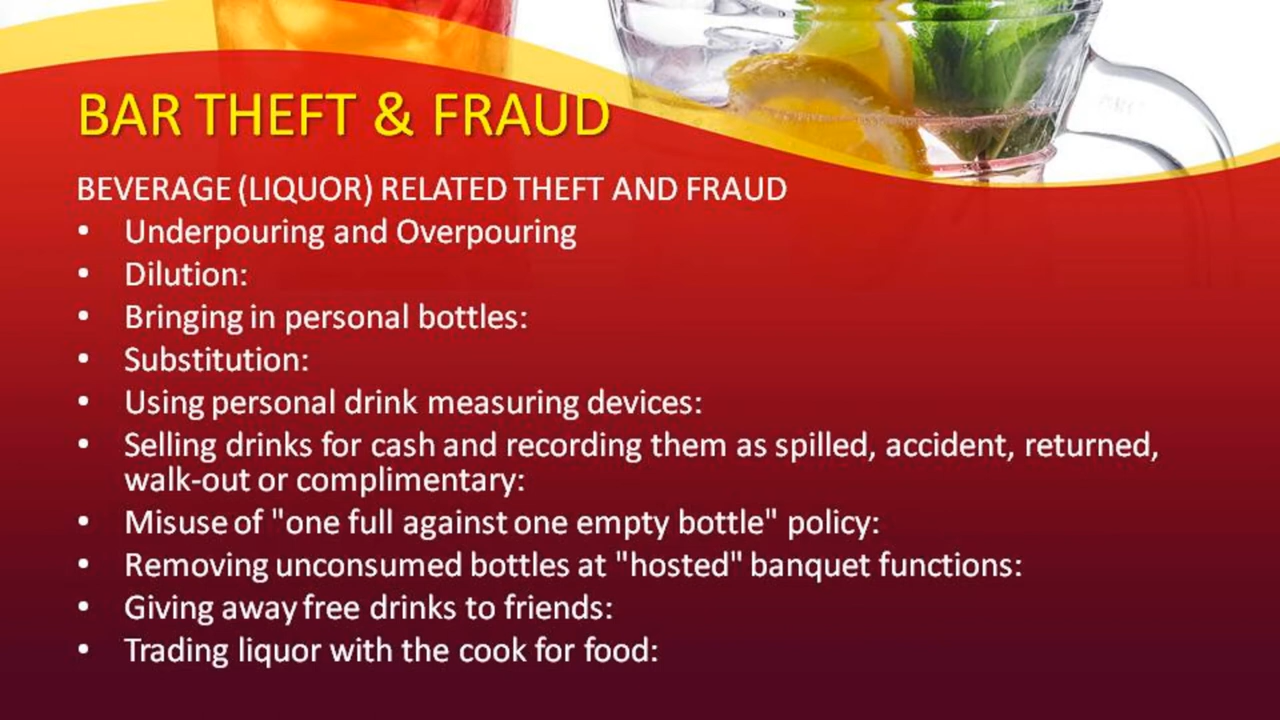 BAR THEFT & FRAUD
BEVERAGE (LIQUOR) RELATED THEFT AND FRAUD
• Underpouring and Overpouring
• Dilution:
• Bringing in personal bottles:
• Substitution:
• Using personal drink measuring devices:
• Selling drinks for cash and recording them as spilled, accident, returned,
walk-out or complimentary:
• Misuse of "one full against one empty bottle" policy:
• Removing unconsumed bottles at "hosted" banquet functions:
• Giving away free drinks to friends:
• Trading liquor with the cook for food: